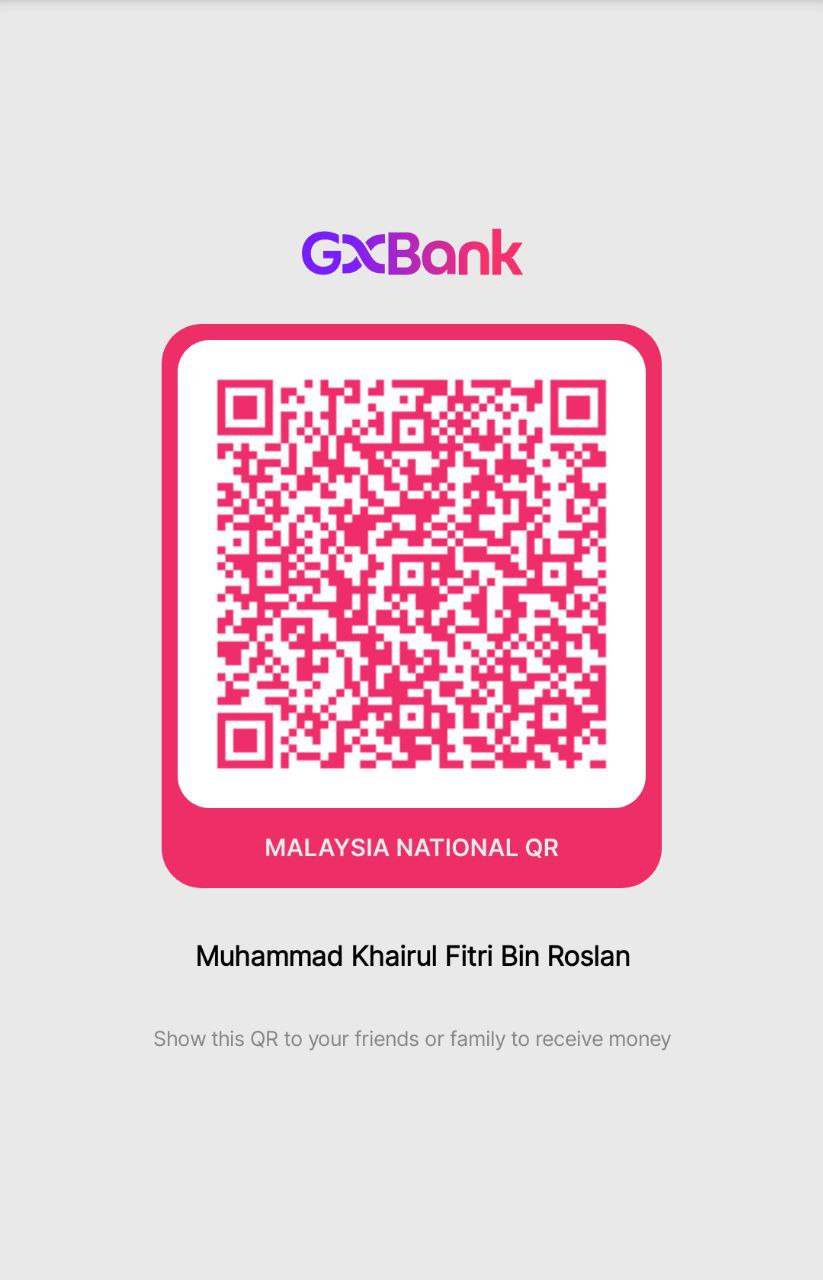 GXBank
MALAYSIA NATIONAL QR
Muhammad Khairul Fitri Bin Roslan
Show this QR to your friends or family to receive money